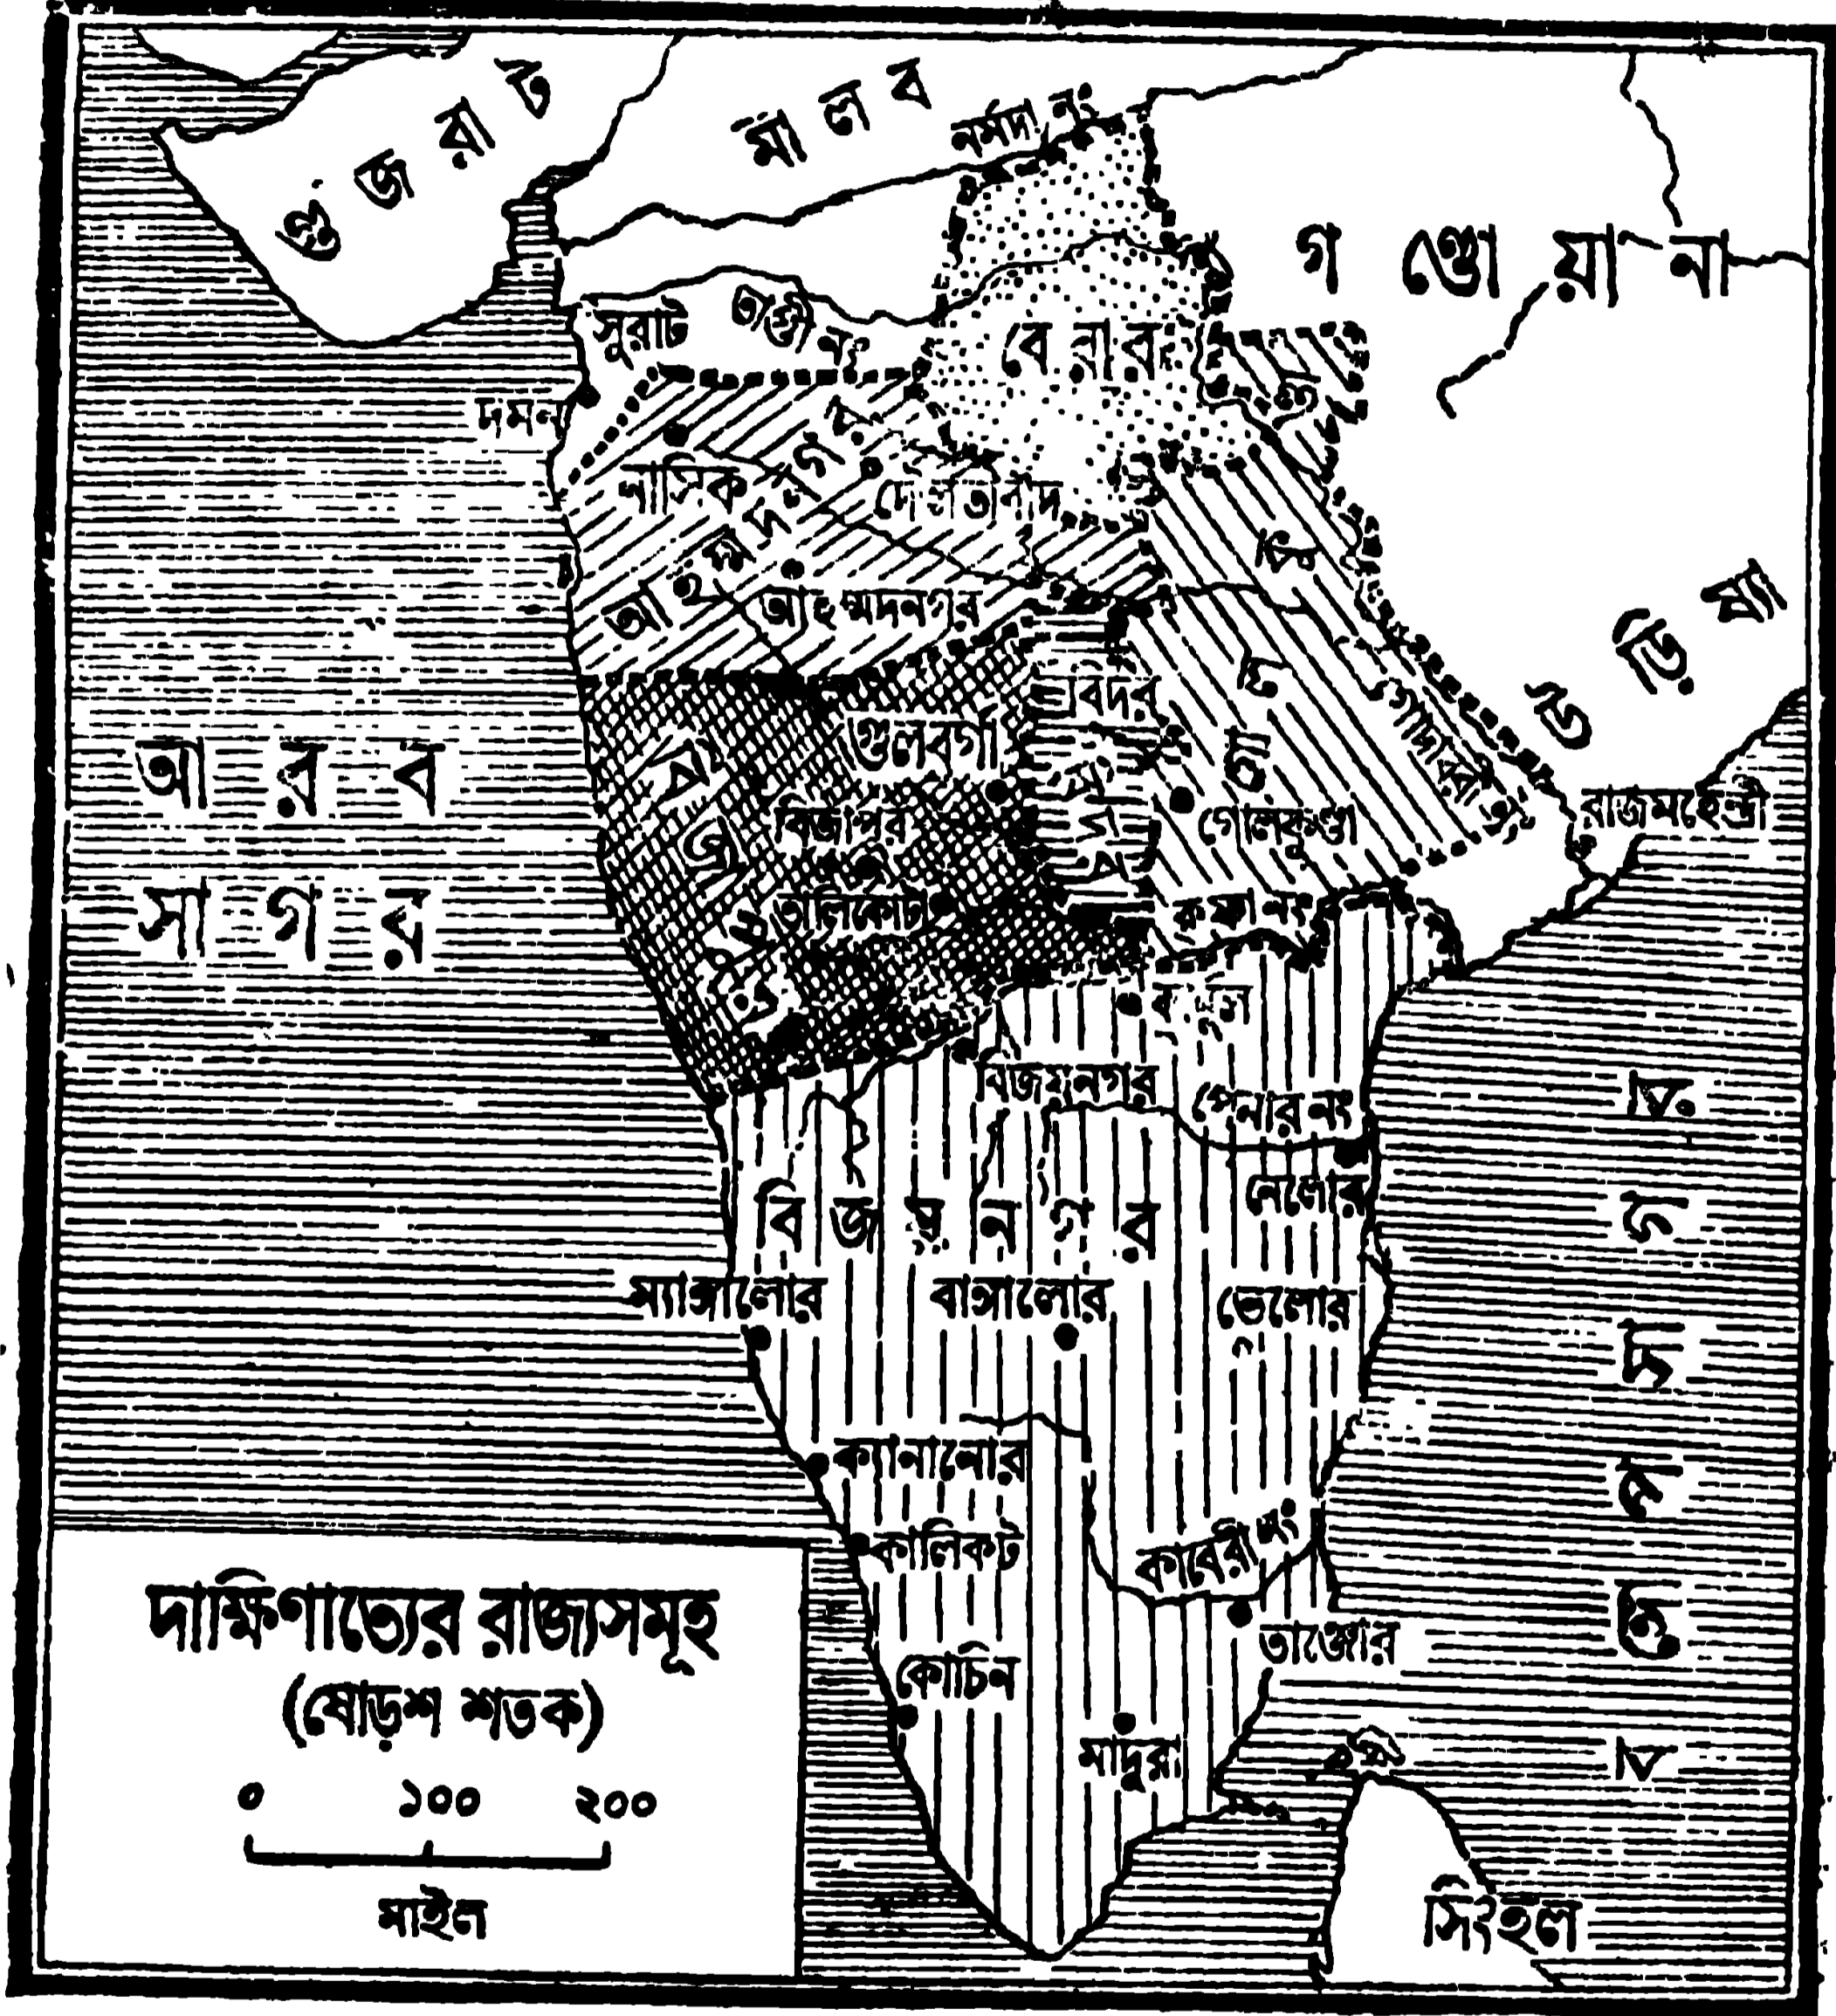 গুজরাট
মালব
নর্মদা নং
গণ্ডোয়ানা
সুরাট
তাপ্তী নং
বেরার
দমন
নাসিক
দৌলতাবাদ
আহম্মদনগর
আহম্মদনগর
উড়িষ্যা
বিদর
গুলবর্গা
গোদাবরী নং
আরব
সাগর
বিজাপুর
গোলকুণ্ডা
রাজমহেন্দ্রী
তালিকোটা
কৃষ্ণা নং
বিজয়নগর
পেনার নং
নেলোর
বিজয়নগর
ম্যাঙ্গালোর
বাঙ্গালোর
ভেলোর
ক্যানানোর
কালিকট
কাবেরী নং
তাঞ্জোর
কোচিন
মাদুরা
সিংহল
দাক্ষিণাত্যের রাজ্যসমূহ
(ষোড়শ শতক)
০ ১০০ ২০০
মাইল